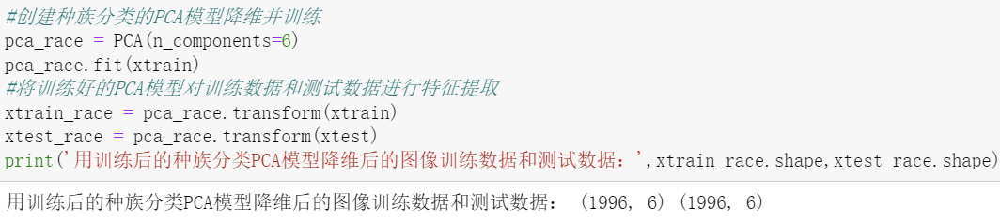 #创建种族分类的PCA模型降维并训练
pca_race = PCA(n_components=6)
pca_race.fit(xtrain)
#将训练好的PCA模型对训练数据和测试数据进行特征提取
xtrain_race = pca_race.transform(xtrain)
xtest_race = pca_race.transform(xtest)
print('用训练后的种族分类PCA模型降维后的图像训练数据和测试数据：',xtrain_race.shape,xtest_race.shape)
用训练后的种族分类PCA模型降维后的图像训练数据和测试数据： (1996, 6) (1996, 6)